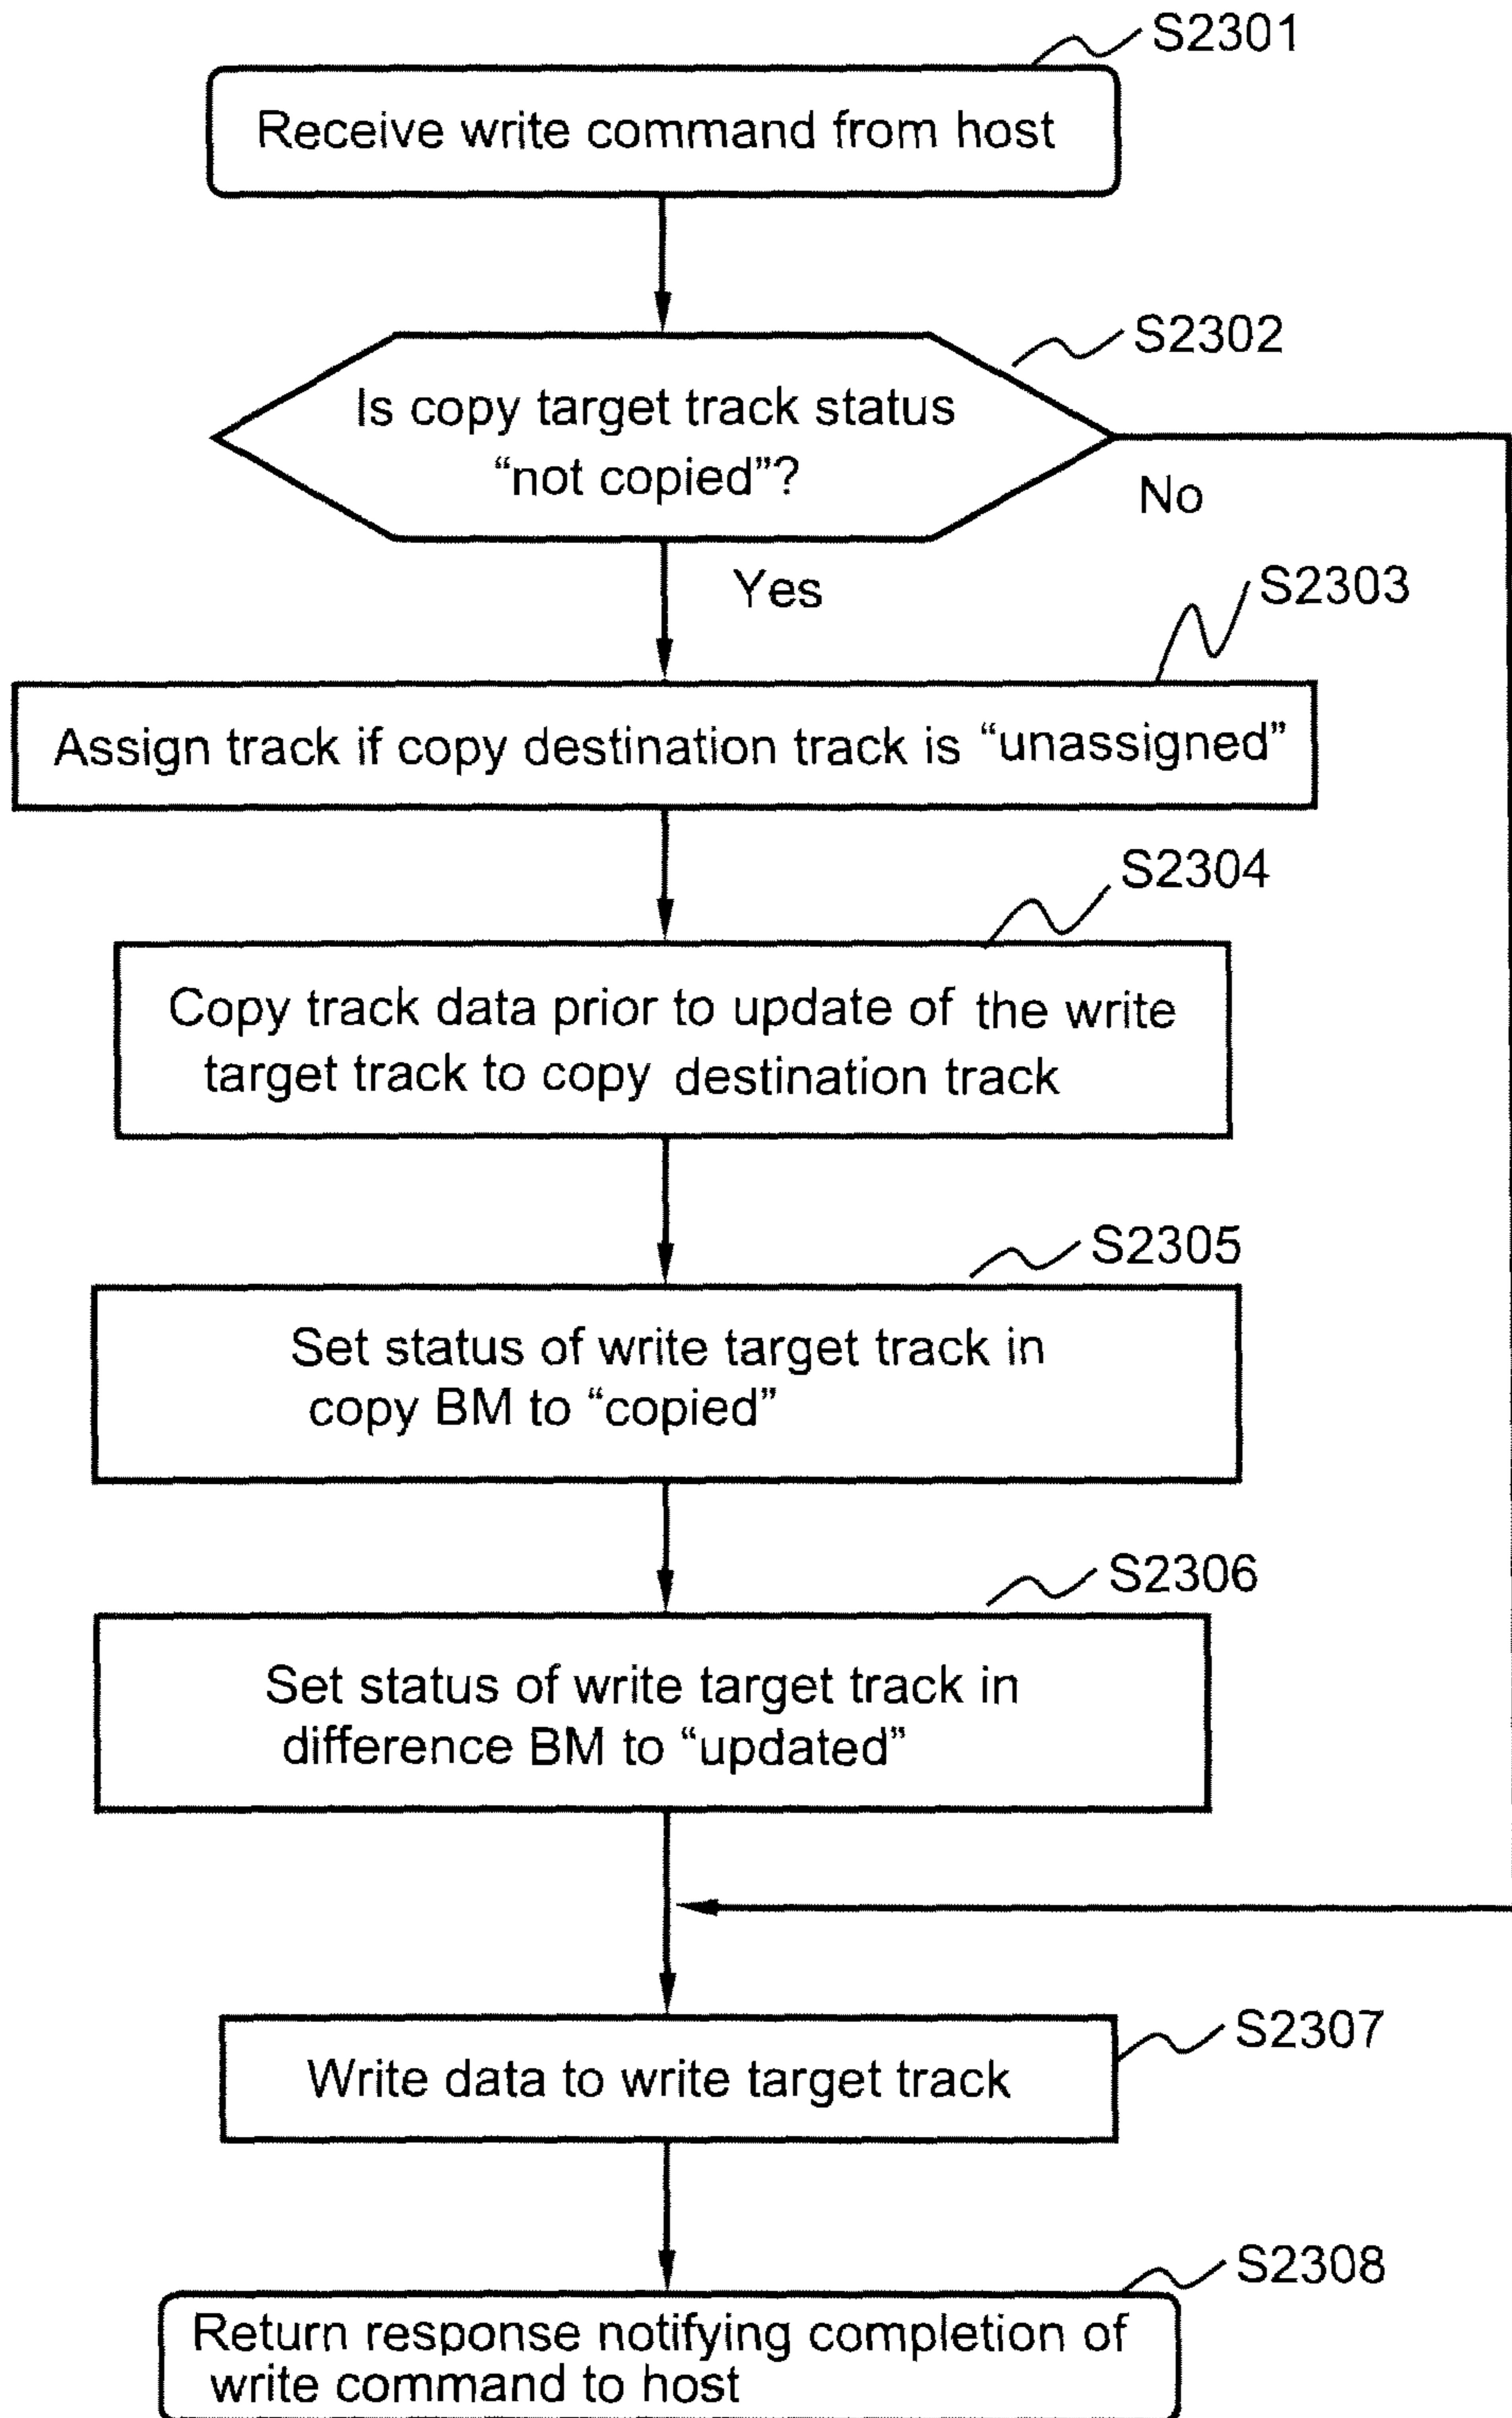 S2301
Receive write command from host
S2302
Is copy target track status
“not copied”?
No
Yes
S2303
Assign track if copy destination track is “unassigned”
S2304
Copy track data prior to update of the write
target track to copy destination track
S2305
Set status of write target track in
copy BM to “copied”
S2306
Set status of write target track in
difference BM to “updated”
S2307
Write data to write target track
S2308
Return response notifying completion of
write command to host